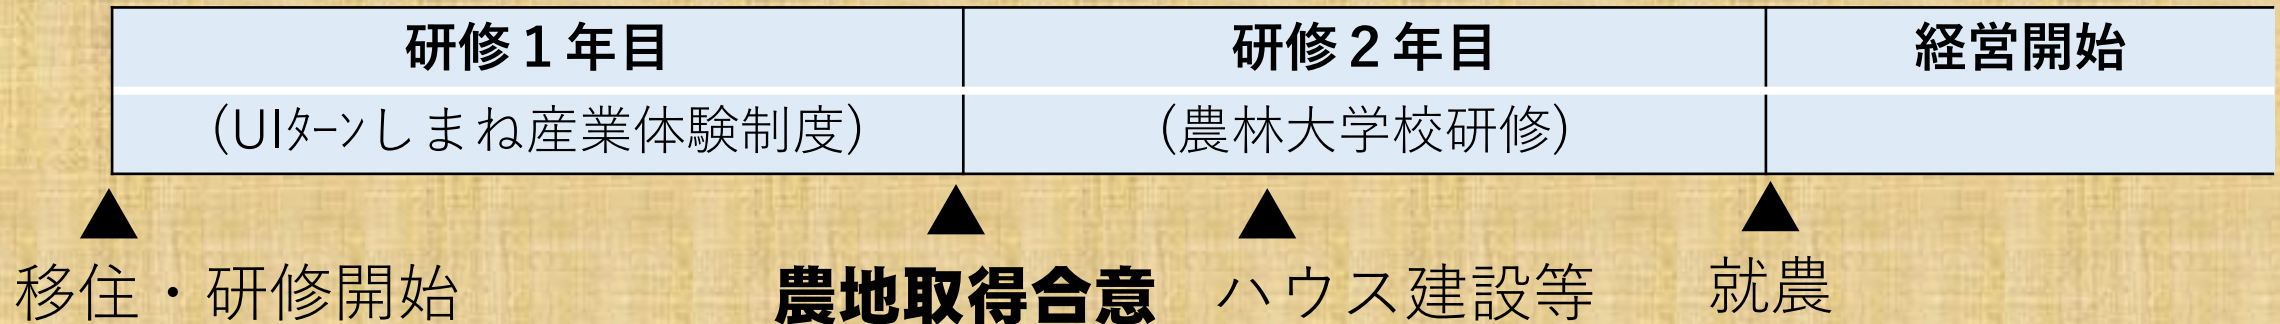 研修１年目 研修２年目 経営開始
(UIﾀｰﾝしまね産業体験制度) (農林大学校研修)
▲ ▲ ▲ ▲
移住・研修開始 農地取得合意 ハウス建設等 就農